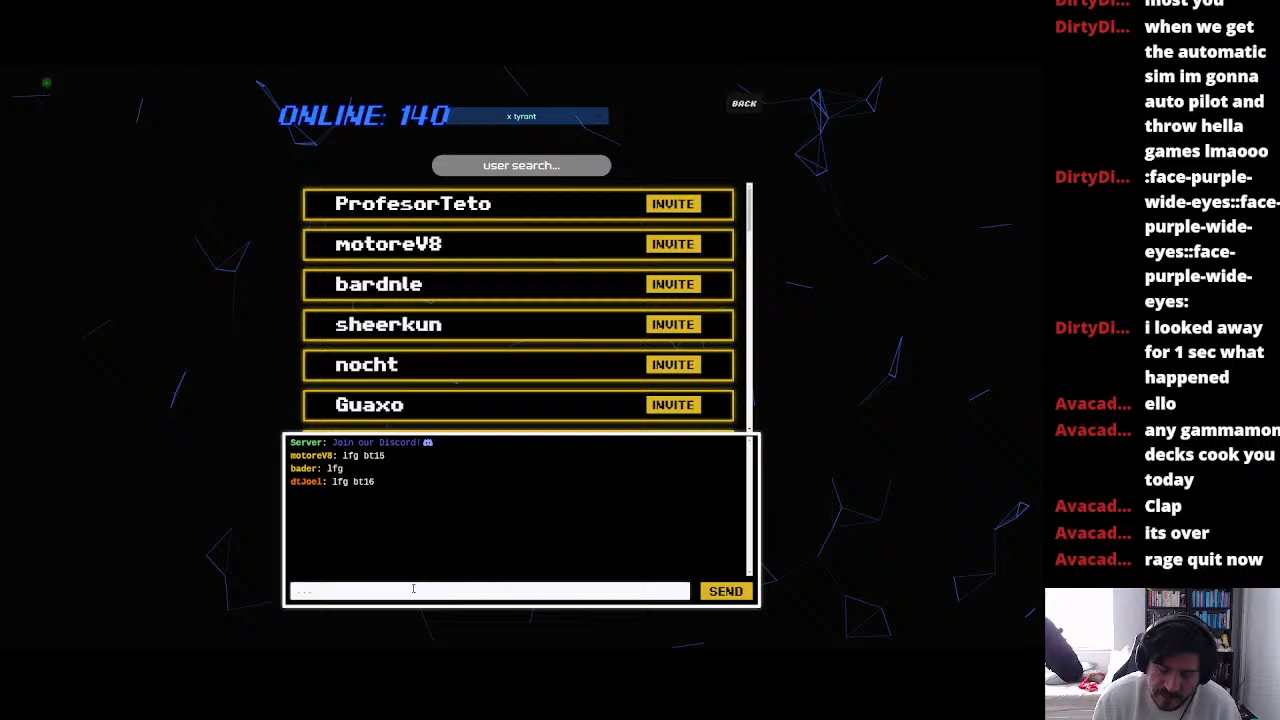 ONLINE: 140
x tyrant
BACK
user search...
ProfesorTeto INVITE
motoreV8 INVITE
bardnle INVITE
sheerkun INVITE
nocht INVITE
Guaxo INVITE
Server: Join our Discord!
motoreV8: lfg bt15
bader: lfg
dtJoel: lfg bt16
...
SEND
DirtyDi... most you
DirtyDi... when we get
the automatic
sim im gonna
auto pilot and
throw hella
games lmaooo
DirtyDi... :face-purple-
wide-eyes::face-
purple-wide-
eyes::face-
purple-wide-
eyes:
DirtyDi... i looked away
for 1 sec what
happened
Avacad... ello
Avacad... any gammamon
decks cook you
today
Avacad... Clap
Avacad... its over
Avacad... rage quit now